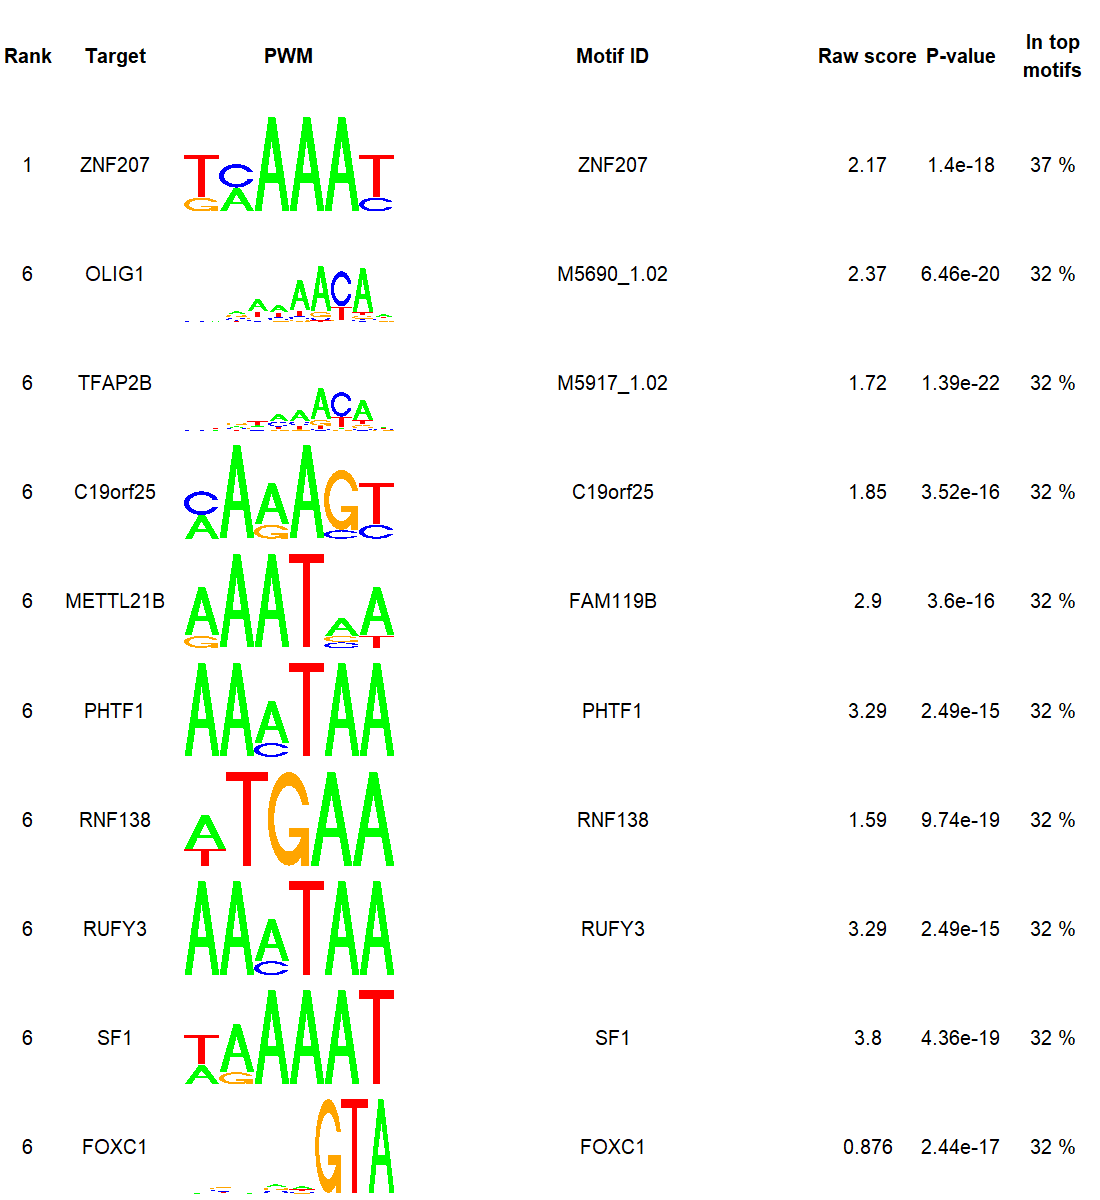 Rank Target PWM Motif ID Raw score P-value In top motifs
1 ZNF207 ZNF207 2.17 1.4e-18 37 %
6 OLIG1 M5690_1.02 2.37 6.46e-20 32 %
6 TFAP2B M5917_1.02 1.72 1.39e-22 32 %
6 C19orf25 C19orf25 1.85 3.52e-16 32 %
6 METTL21B FAM119B 2.9 3.6e-16 32 %
6 PHTF1 PHTF1 3.29 2.49e-15 32 %
6 RNF138 RNF138 1.59 9.74e-19 32 %
6 RUFY3 RUFY3 3.29 2.49e-15 32 %
6 SF1 SF1 3.8 4.36e-19 32 %
6 FOXC1 FOXC1 0.876 2.44e-17 32 %